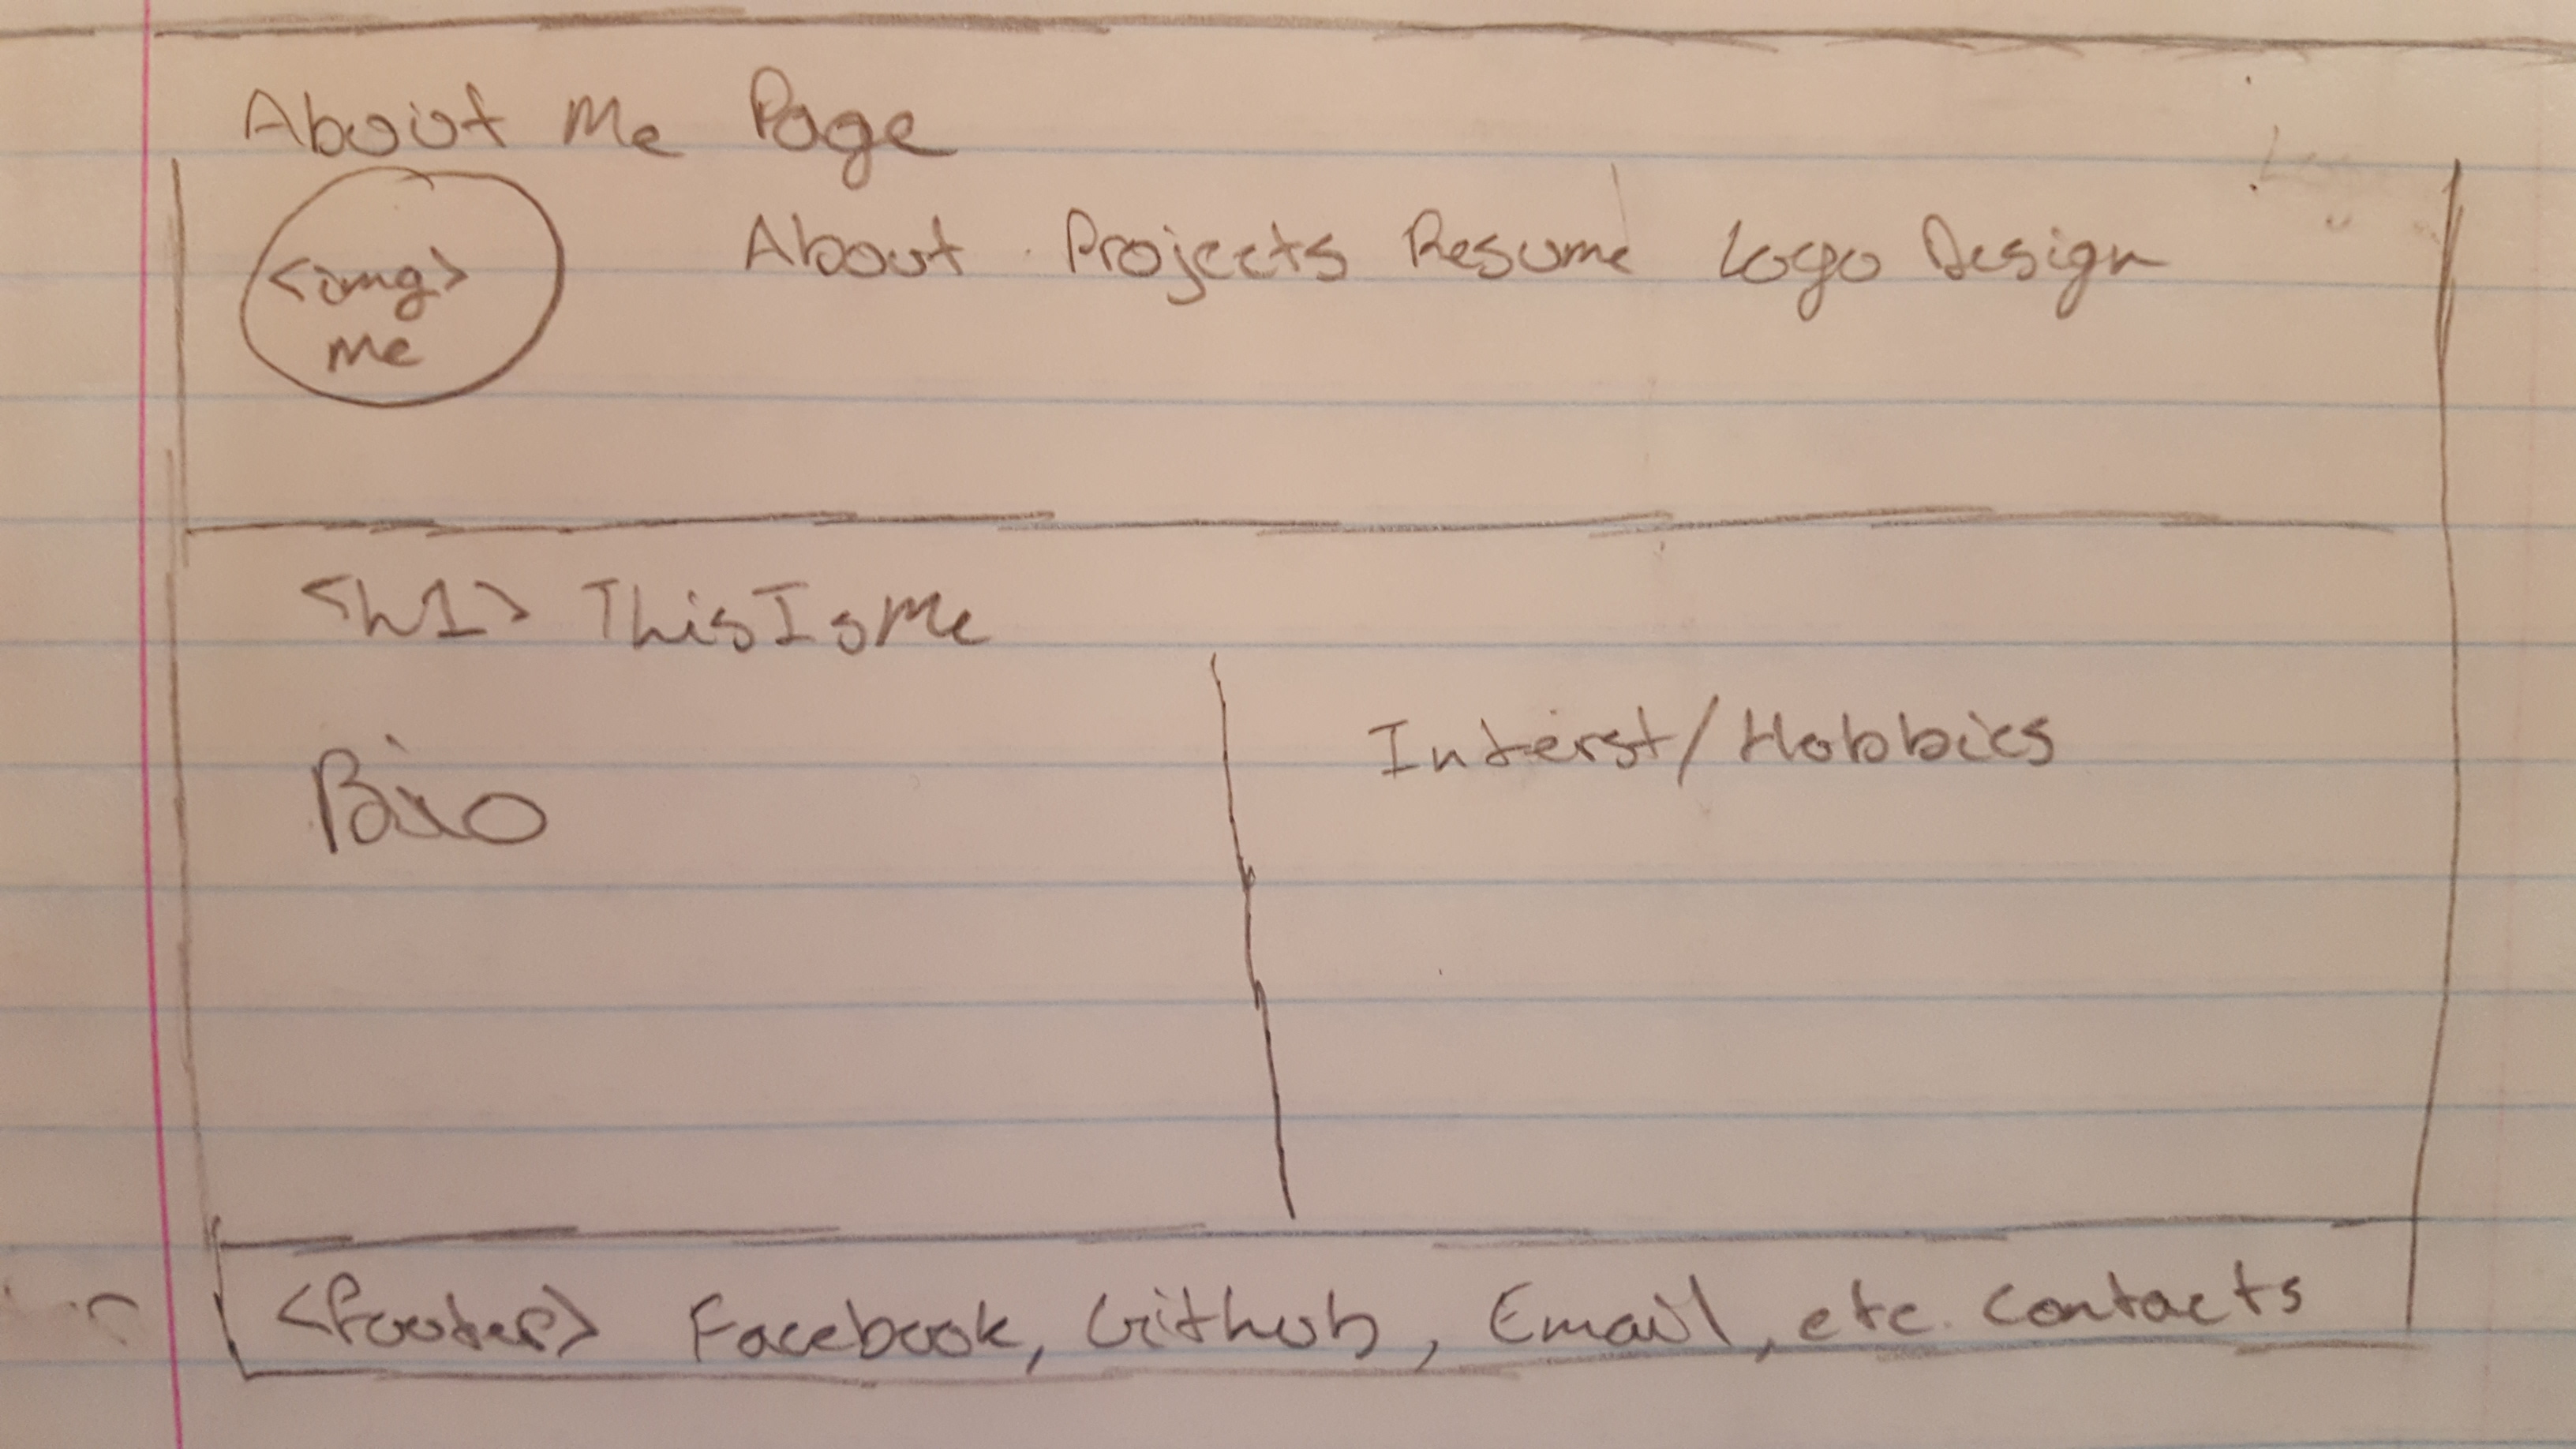 About Me Page
<img>
Me
About Projects Resume Logo Design
<h1> ThisIsMe
Bio
Interst/Hobbies
<footer> Facebook, Github, Email, etc. Contacts